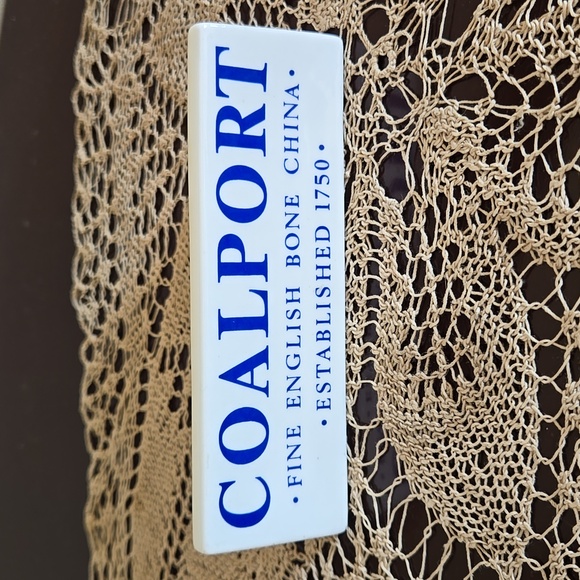 COALPORT
• FINE ENGLISH BONE CHINA •
• ESTABLISHED 1750 •